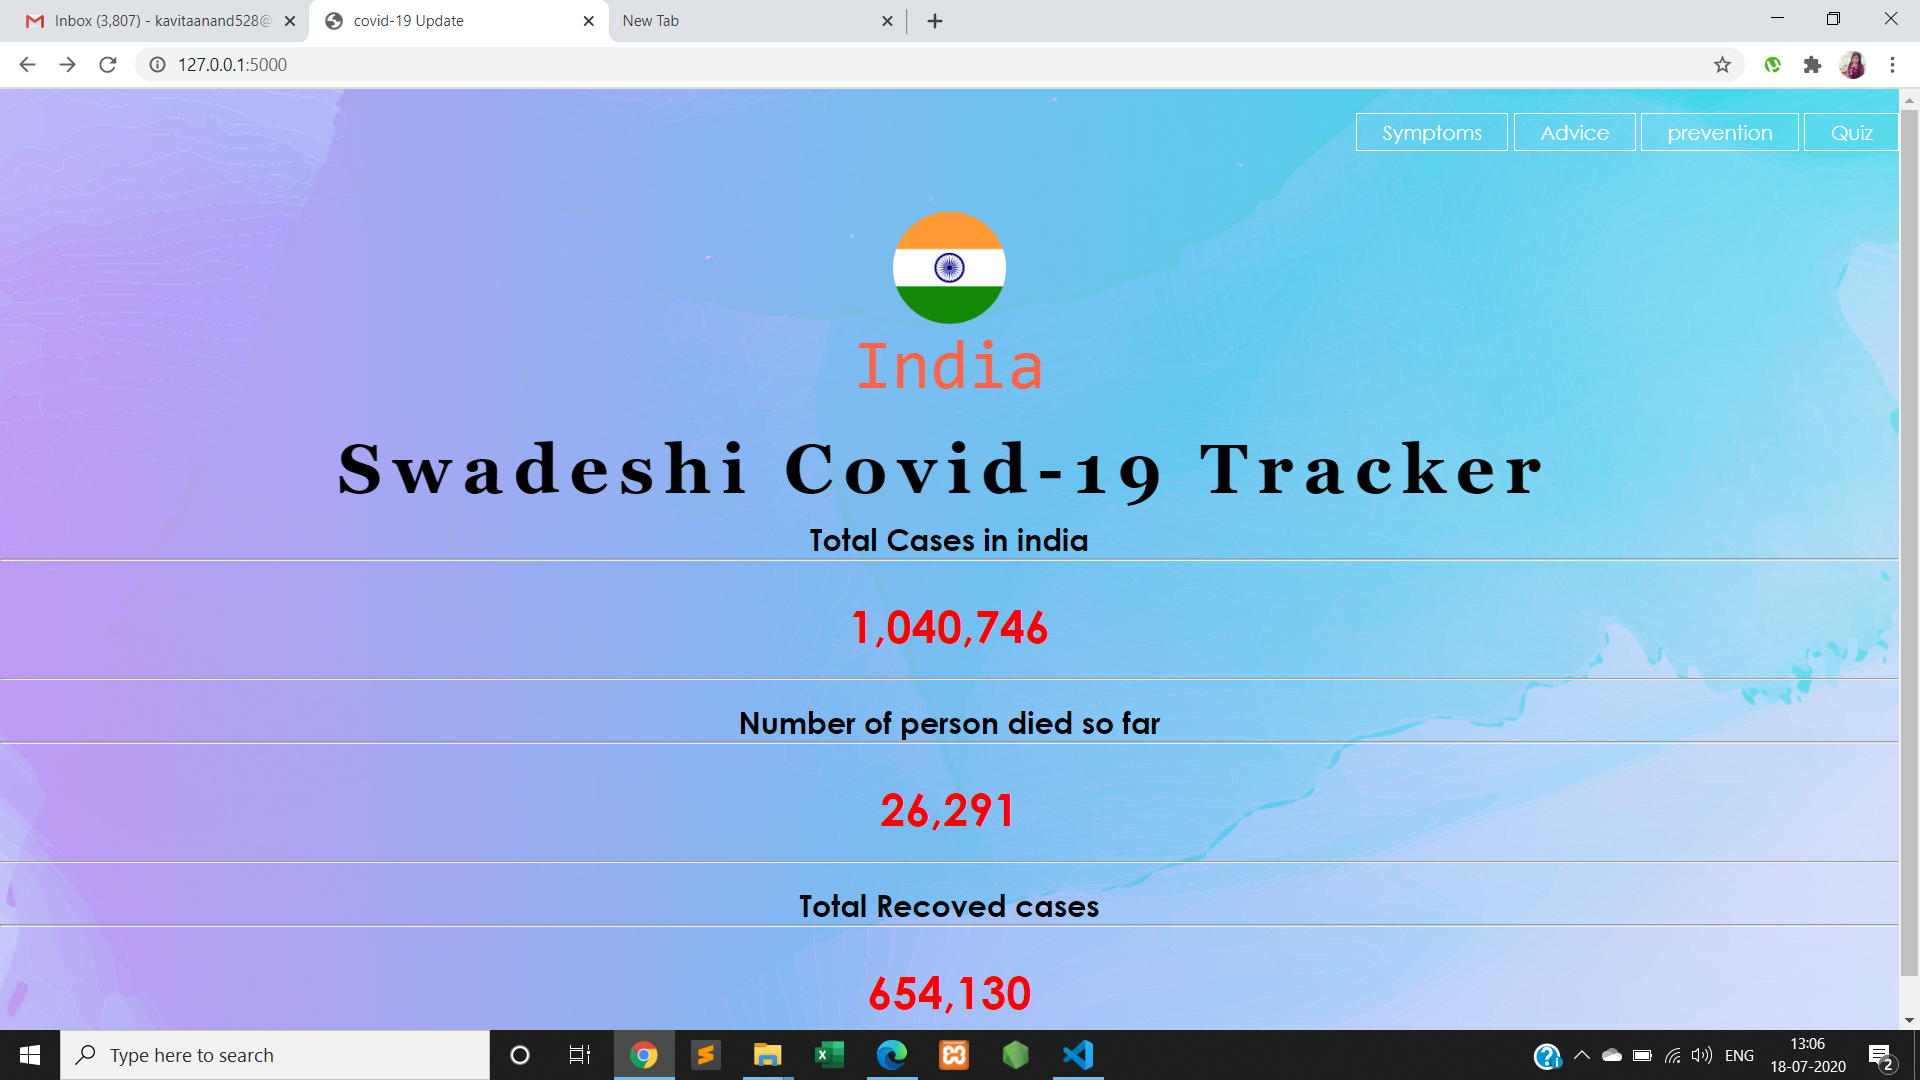 Inbox (3,807) - kavitaanand528@
covid-19 Update
New Tab
127.0.0.1:5000
Symptoms
Advice
prevention
Quiz
India
Swadeshi Covid-19 Tracker
Total Cases in india
1,040,746
Number of person died so far
26,291
Total Recoved cases
654,130
Type here to search
ENG
13:06
18-07-2020
2